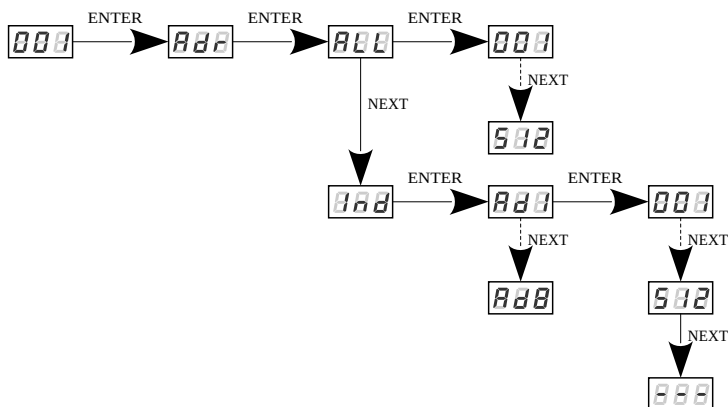 ENTER ENTER ENTER
001 Adr ALL 001
NEXT
NEXT
512
ENTER ENTER
Ind Ad1 001
NEXT NEXT
Ad8 512
NEXT
---